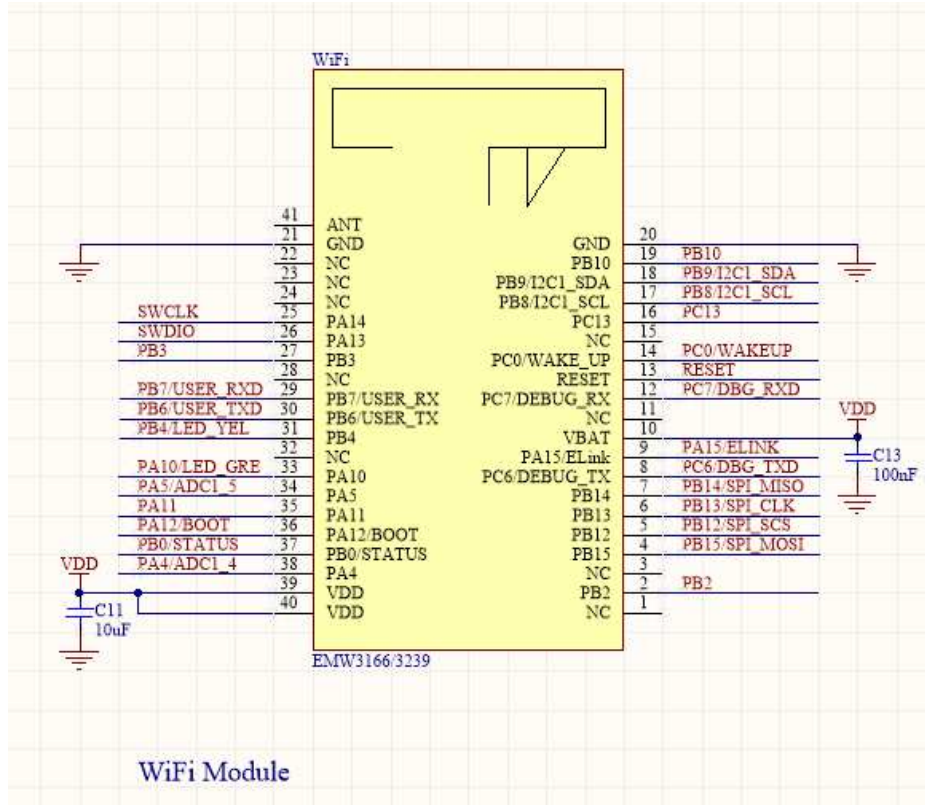 WiFi
41 ANT
21 GND
22 NC
23 NC
24 NC
SWCLK 25 PA14
SWDIO 26 PA13
PB3 27 PB3
28 NC
PB7/USER_RXD 29 PB7/USER_RX
PB6/USER_TXD 30 PB6/USER_TX
PB4/LED_YEL 31 PB4
32 NC
PA10/LED_GRE 33 PA10
PA5/ADC1_5 34 PA5
PA11 35 PA11
PA12/BOOT 36 PA12/BOOT
PB0/STATUS 37 PB0/STATUS
PA4/ADC1_4 38 PA4
VDD
39 VDD
40 VDD
C11
10uF
GND 20
PB10 19 PB10
PB9/I2C1_SDA 18 PB9/I2C1_SDA
PB8/I2C1_SCL 17 PB8/I2C1_SCL
PC13 16 PC13
NC 15
PC0/WAKE_UP 14 PC0/WAKEUP
RESET 13 RESET
PC7/DEBUG_RX 12 PC7/DBG_RXD
NC 11
VBAT 10
VDD
PA15/ELink 9 PA15/ELINK
PC6/DEBUG_TX 8 PC6/DBG_TXD
PB14 7 PB14/SPI_MISO
PB13 6 PB13/SPI_CLK
PB12 5 PB12/SPI_SCS
PB15 4 PB15/SPI_MOSI
NC 3
PB2 2 PB2
NC 1
C13
100nF
EMW3166/3239
WiFi Module